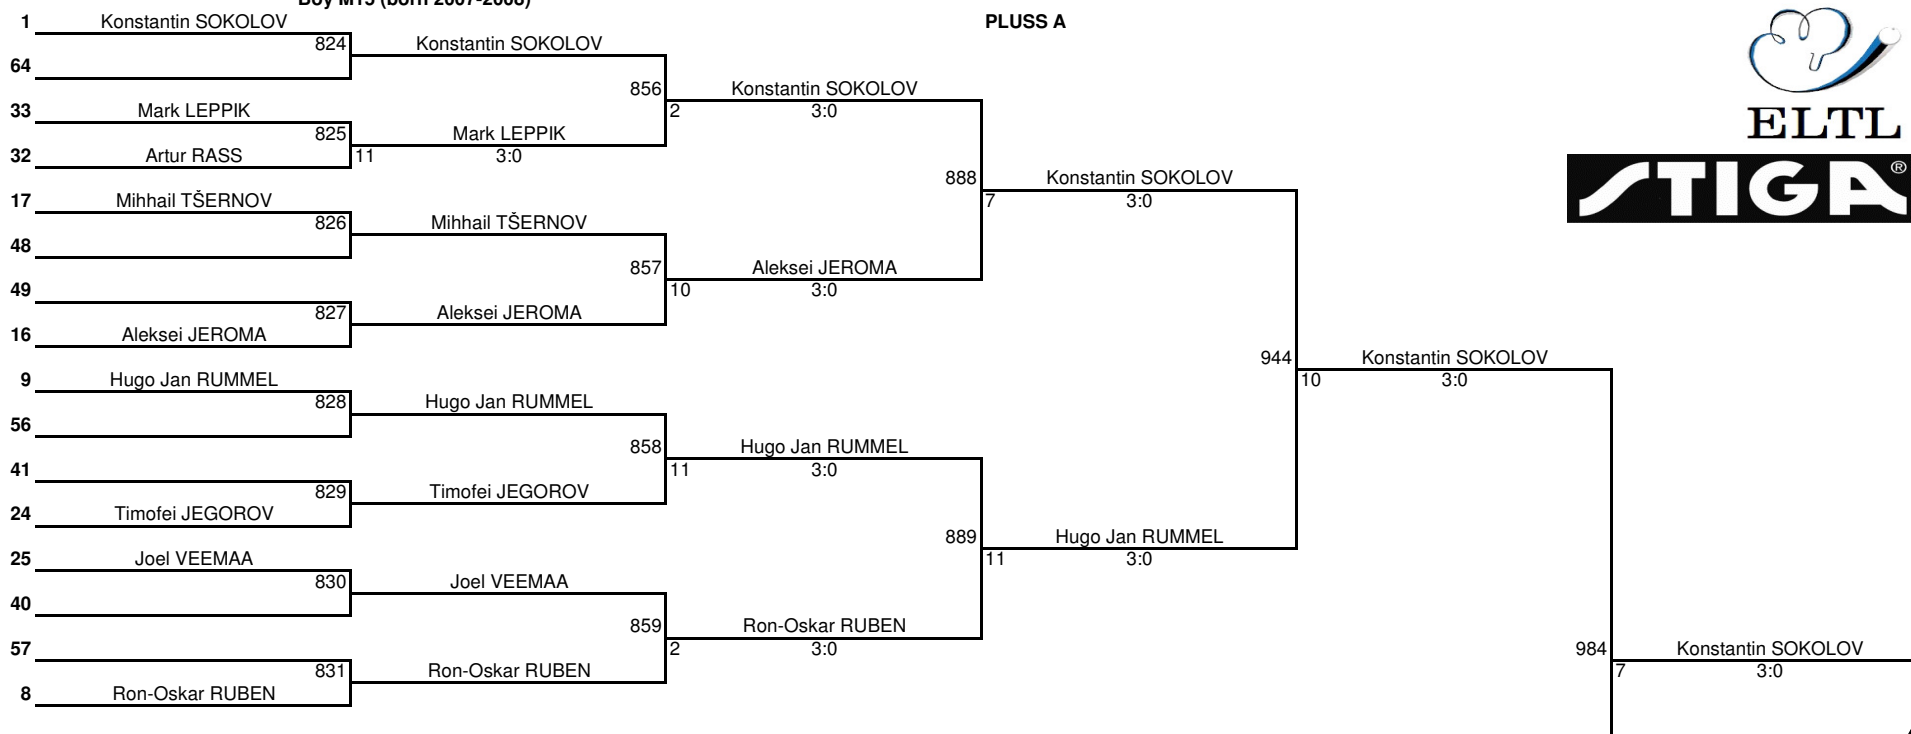 Boy M15 (born 2007-2008)
1 Konstantin SOKOLOV PLUSS A
824 Konstantin SOKOLOV
64
856 Konstantin SOKOLOV
33 Mark LEPPIK 2 3:0
ELTL
825 Mark LEPPIK
32 Artur RASS 11 3:0
STIGA®
888 Konstantin SOKOLOV
17 Mihhail TŠERNOV 7 3:0
826 Mihhail TŠERNOV
48
857 Aleksei JEROMA
49 10 3:0
827 Aleksei JEROMA
16 Aleksei JEROMA
944 Konstantin SOKOLOV
9 Hugo Jan RUMMEL 10 3:0
828 Hugo Jan RUMMEL
56
858 Hugo Jan RUMMEL
41 11 3:0
829 Timofei JEGOROV
24 Timofei JEGOROV
889 Hugo Jan RUMMEL
25 Joel VEEMAA 11 3:0
830 Joel VEEMAA
40
859 Ron-Oskar RUBEN
57 2 3:0 984 Konstantin SOKOLOV
831 Ron-Oskar RUBEN 7 3:0
8 Ron-Oskar RUBEN